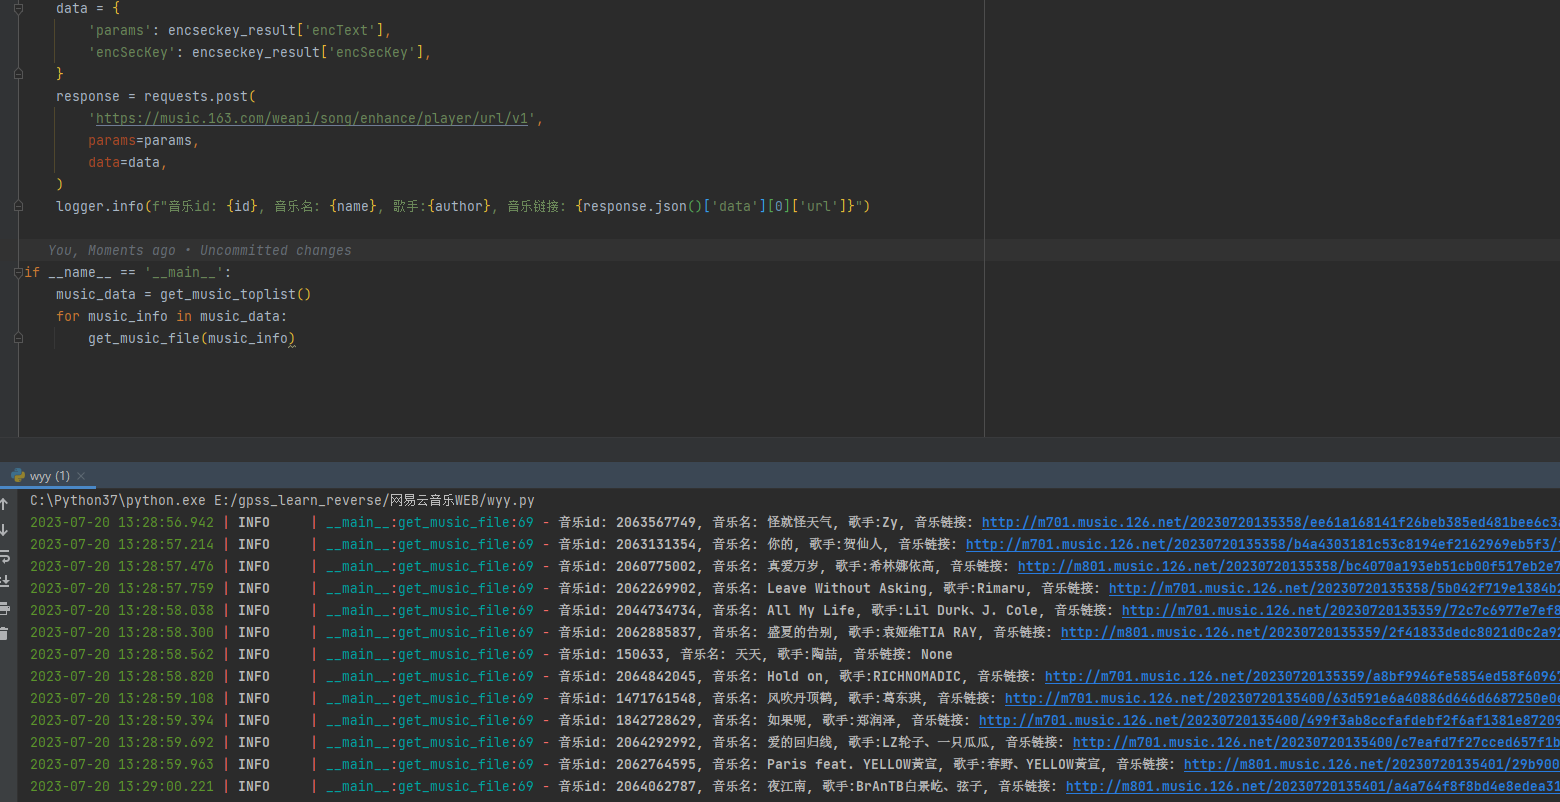 data = {
'params': encseckey_result['encText'],
'encSecKey': encseckey_result['encSecKey'],
}
response = requests.post(
'https://music.163.com/weapi/song/enhance/player/url/v1',
params=params,
data=data,
)
logger.info(f"音乐id: {id}, 音乐名: {name}, 歌手:{author}, 音乐链接: {response.json()['data'][0]['url']}")
You, Moments ago • Uncommitted changes
if __name__ == '__main__':
music_data = get_music_toplist()
for music_info in music_data:
get_music_file(music_info)
wyy (1)
C:\Python37\python.exe E:/gpss_learn_reverse/网易云音乐WEB/wyy.py
2023-07-20 13:28:56.942 | INFO | __main__:get_music_file:69 - 音乐id: 2063567749, 音乐名: 怪就怪天气, 歌手:Zy, 音乐链接: http://m701.music.126.net/20230720135358/ee61a168141f26beb385ed481bee6c3
2023-07-20 13:28:57.214 | INFO | __main__:get_music_file:69 - 音乐id: 2063131354, 音乐名: 你的, 歌手:贺仙人, 音乐链接: http://m701.music.126.net/20230720135358/b4a4303181c53c8194ef2162969eb5f3/
2023-07-20 13:28:57.476 | INFO | __main__:get_music_file:69 - 音乐id: 2060775002, 音乐名: 真爱万岁, 歌手:希林娜依高, 音乐链接: http://m801.music.126.net/20230720135358/bc4070a193eb51cb00f517eb2e7
2023-07-20 13:28:57.759 | INFO | __main__:get_music_file:69 - 音乐id: 2062269902, 音乐名: Leave Without Asking, 歌手:Rimaru, 音乐链接: http://m701.music.126.net/20230720135358/5b042f719e1384b2
2023-07-20 13:28:58.038 | INFO | __main__:get_music_file:69 - 音乐id: 2044734734, 音乐名: All My Life, 歌手:Lil Durk、J. Cole, 音乐链接: http://m701.music.126.net/20230720135359/72c7c6977e7ef8
2023-07-20 13:28:58.300 | INFO | __main__:get_music_file:69 - 音乐id: 2062885837, 音乐名: 盛夏的告别, 歌手:袁娅维TIA RAY, 音乐链接: http://m801.music.126.net/20230720135359/2f41833dedc8021d0c2a92
2023-07-20 13:28:58.562 | INFO | __main__:get_music_file:69 - 音乐id: 150633, 音乐名: 天天, 歌手:陶喆, 音乐链接: None
2023-07-20 13:28:58.820 | INFO | __main__:get_music_file:69 - 音乐id: 2064842045, 音乐名: Hold on, 歌手:RICHNOMADIC, 音乐链接: http://m701.music.126.net/20230720135359/a8bf9946fe5854ed58f6096
2023-07-20 13:28:59.108 | INFO | __main__:get_music_file:69 - 音乐id: 1471761548, 音乐名: 风吹丹顶鹤, 歌手:葛东琪, 音乐链接: http://m701.music.126.net/20230720135400/63d591e6a40886d646d6687250e0
2023-07-20 13:28:59.394 | INFO | __main__:get_music_file:69 - 音乐id: 1842728629, 音乐名: 如果呢, 歌手:郑润泽, 音乐链接: http://m701.music.126.net/20230720135400/499f3ab8ccfafdebf2f6af1381e87209
2023-07-20 13:28:59.692 | INFO | __main__:get_music_file:69 - 音乐id: 2064292992, 音乐名: 爱的回归线, 歌手:LZ轮子、一只瓜瓜, 音乐链接: http://m701.music.126.net/20230720135400/c7eafd7f27cced657f1b
2023-07-20 13:28:59.963 | INFO | __main__:get_music_file:69 - 音乐id: 2062764595, 音乐名: Paris feat. YELLOW黃宣, 歌手:春野、YELLOW黃宣, 音乐链接: http://m801.music.126.net/20230720135401/29b900
2023-07-20 13:29:00.221 | INFO | __main__:get_music_file:69 - 音乐id: 2064062787, 音乐名: 夜江南, 歌手:BrAnTB白景屹、弦子, 音乐链接: http://m801.music.126.net/20230720135401/a4a764f8f8bd4e8edea31